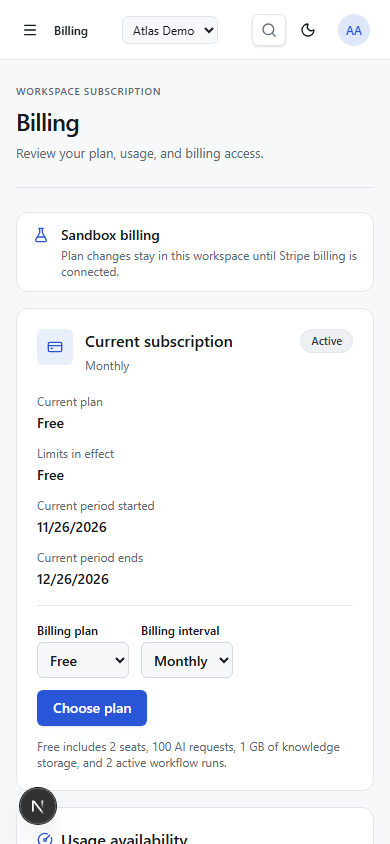 Billing
Atlas Demo
AA
WORKSPACE SUBSCRIPTION
Billing
Review your plan, usage, and billing access.
Sandbox billing
Plan changes stay in this workspace until Stripe billing is
connected.
Current subscription
Active
Monthly
Current plan
Free
Limits in effect
Free
Current period started
11/26/2026
Current period ends
12/26/2026
Billing plan
Billing interval
Free
Monthly
Choose plan
Free includes 2 seats, 100 AI requests, 1 GB of knowledge
storage, and 2 active workflow runs.
N
Usage availability